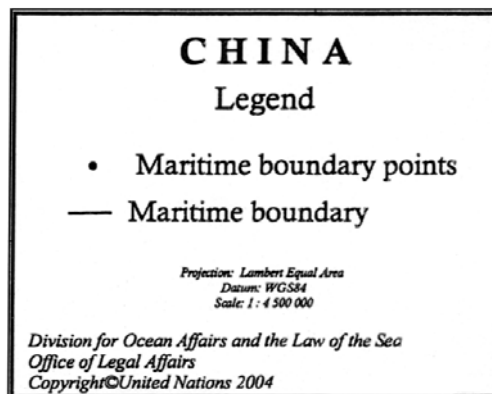 CHINA
Legend
Maritime boundary points
Maritime boundary
Projection: Lambert Equal Area
Datum: WGS84
Scale: 1 : 4 500 000
Division for Ocean Affairs and the Law of the Sea
Office of Legal Affairs
Copyright©United Nations 2004